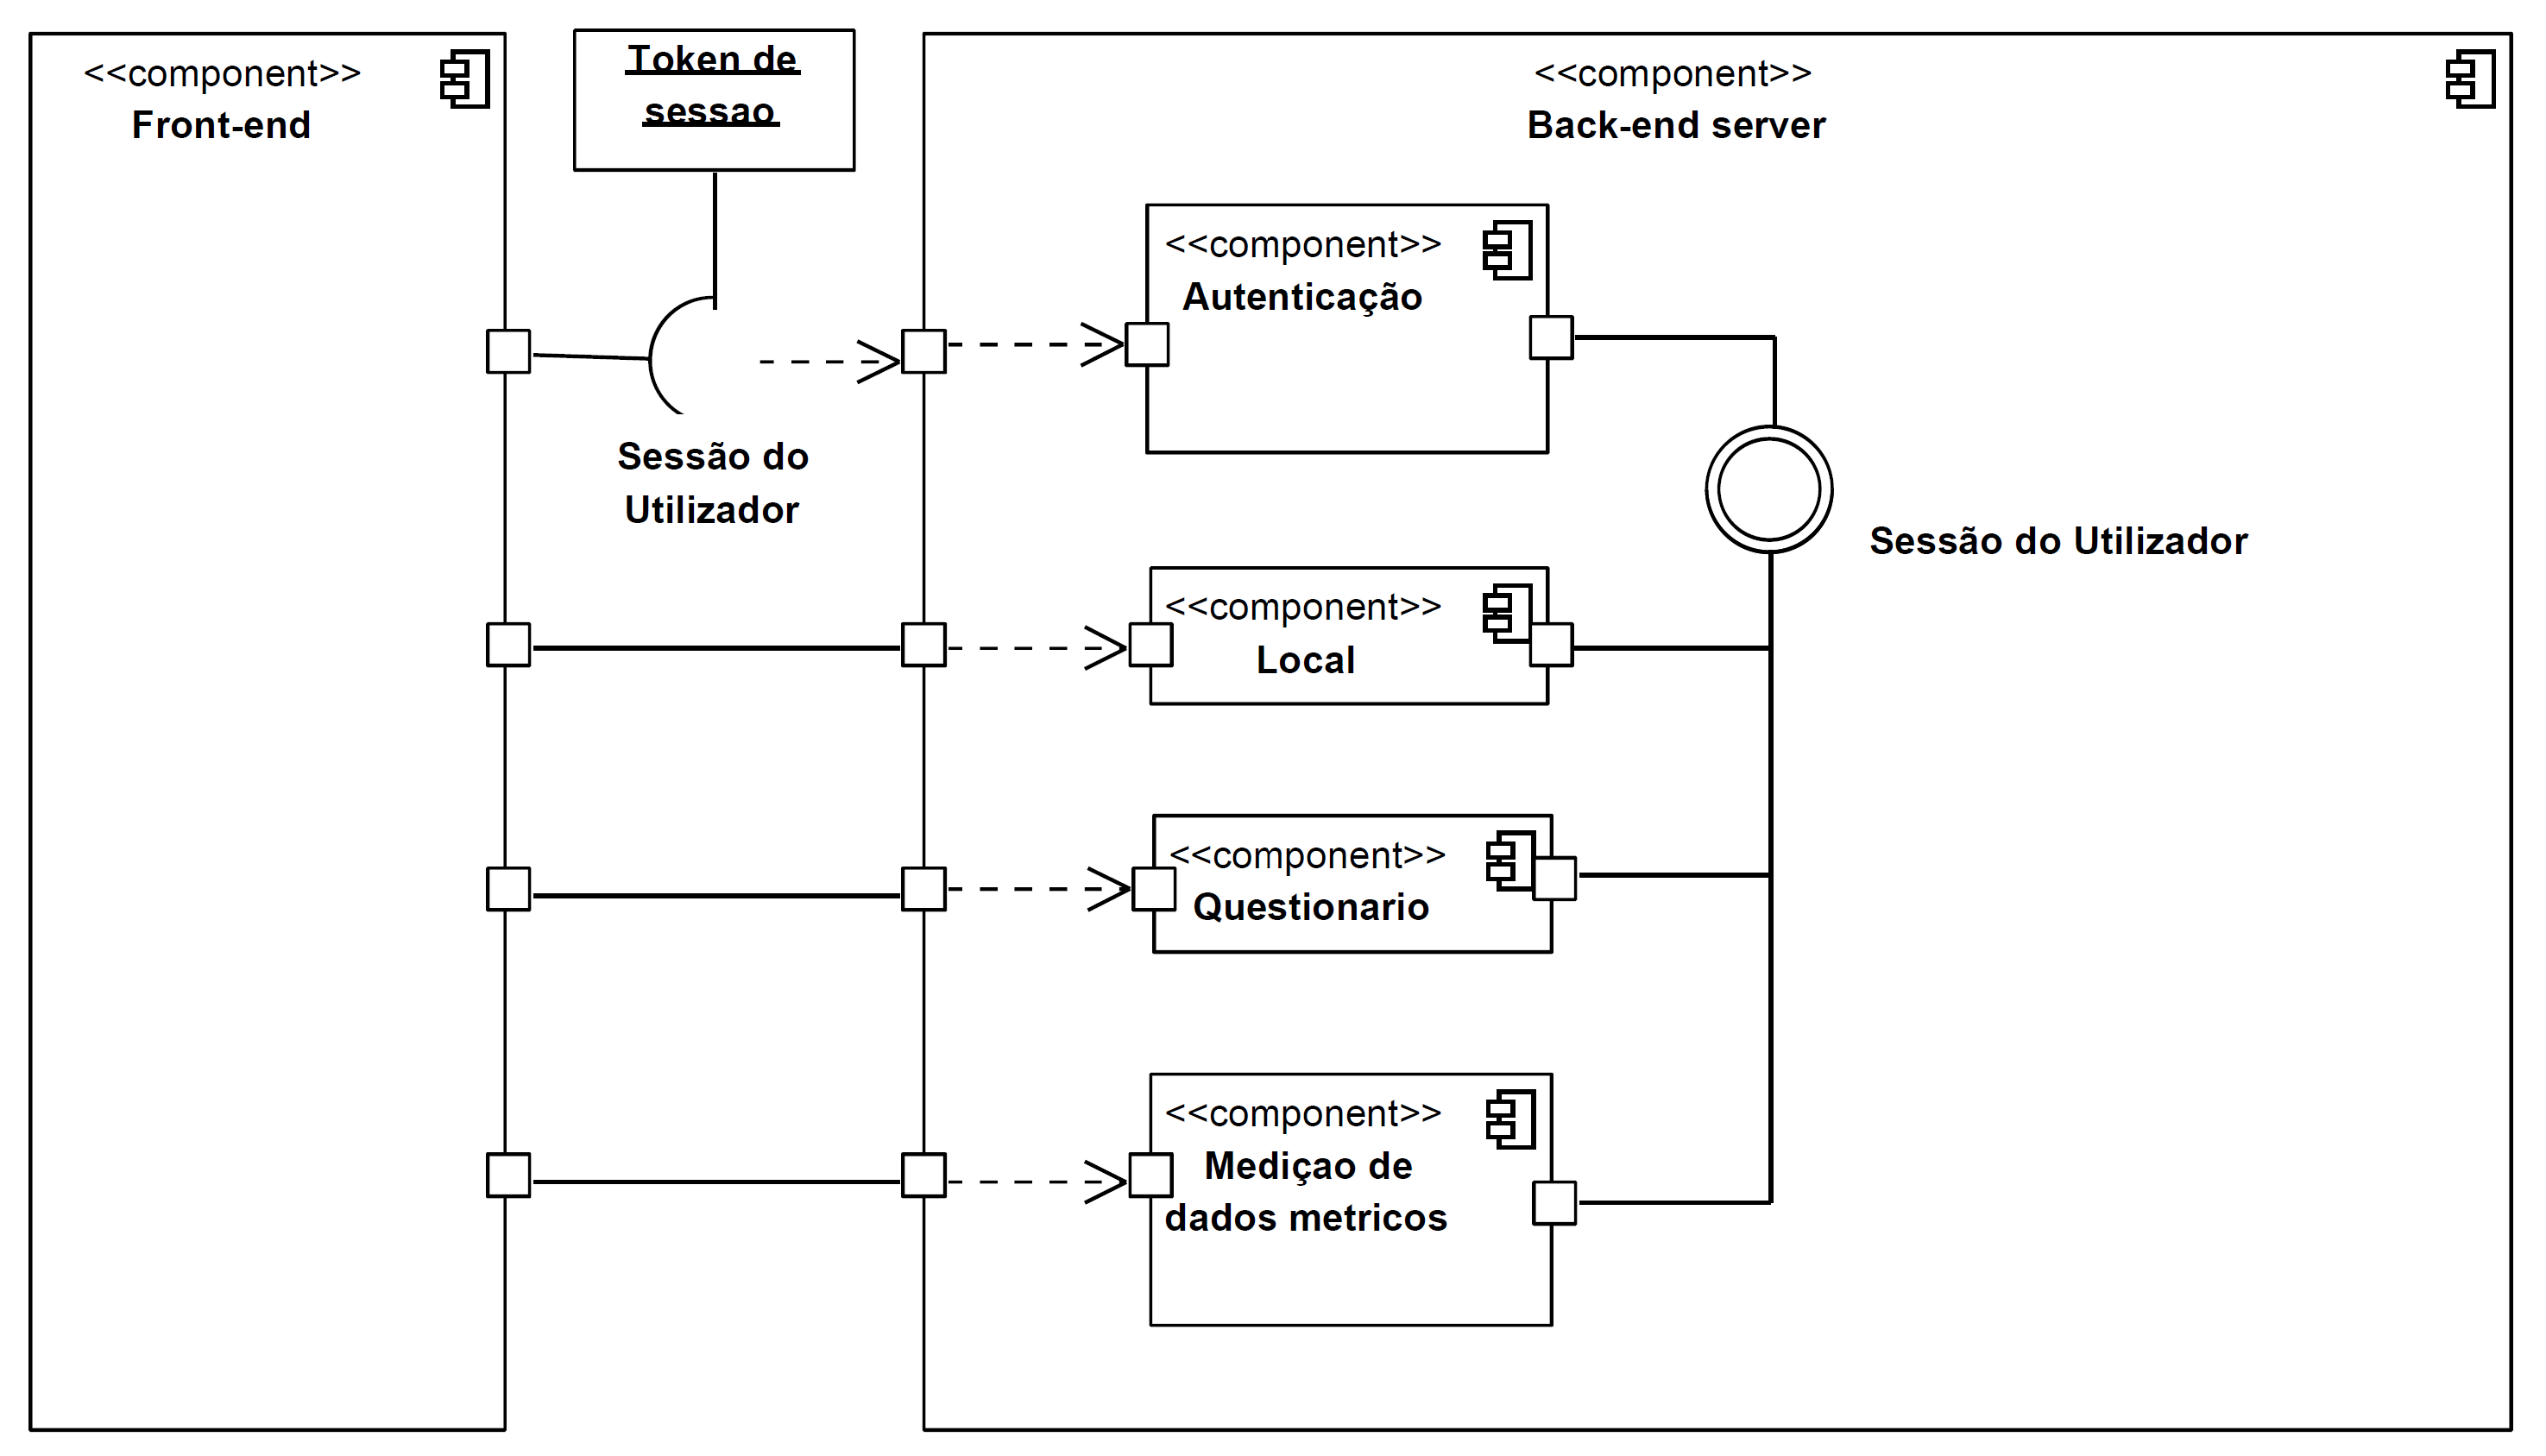 <<component>>
Front-end
Token de
sessao
<<component>>
Back-end server
<<component>>
Autenticação
Sessão do
Utilizador
Sessão do Utilizador
<<component>>
Local
<<component>>
Questionario
<<component>>
Mediçao de
dados metricos